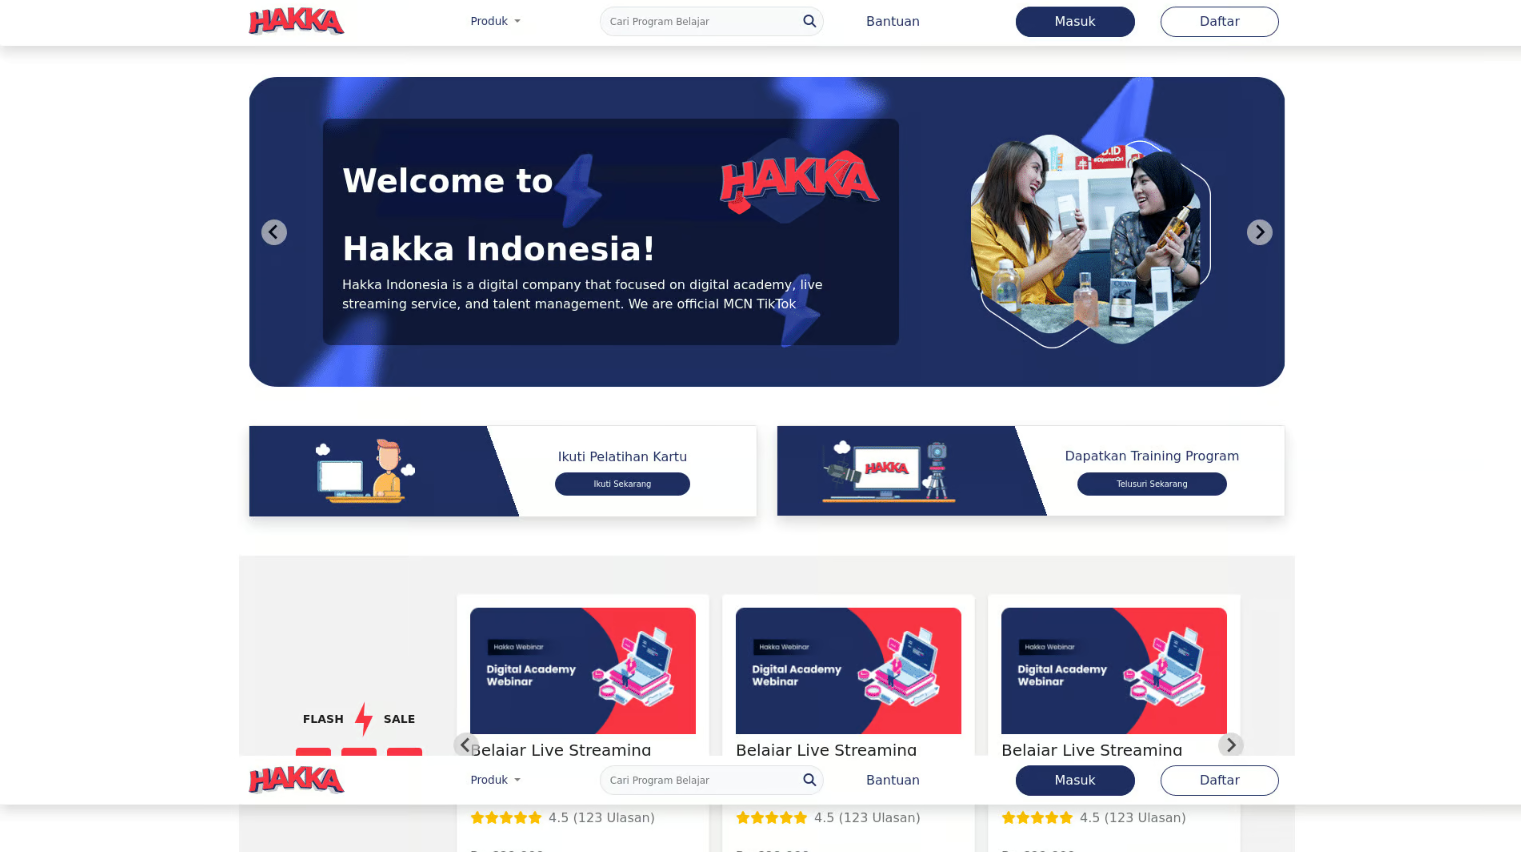 HAKKA
Produk
Cari Program Belajar
Bantuan
Masuk
Daftar
Welcome to
HAKKA
Hakka Indonesia!
Hakka Indonesia is a digital company that focused on digital academy, live
streaming service, and talent management. We are official MCN TikTok
Ikuti Pelatihan Kartu
Ikuti Sekarang
HAKKA
Dapatkan Training Program
Telusuri Sekarang
FLASH SALE
Hakka Webinar
Digital Academy
Webinar
Belajar Live Streaming
Hakka Webinar
Digital Academy
Webinar
Belajar Live Streaming
Hakka Webinar
Digital Academy
Webinar
Belajar Live Streaming
HAKKA
Produk
Cari Program Belajar
Bantuan
Masuk
Daftar
4.5 (123 Ulasan)
4.5 (123 Ulasan)
4.5 (123 Ulasan)